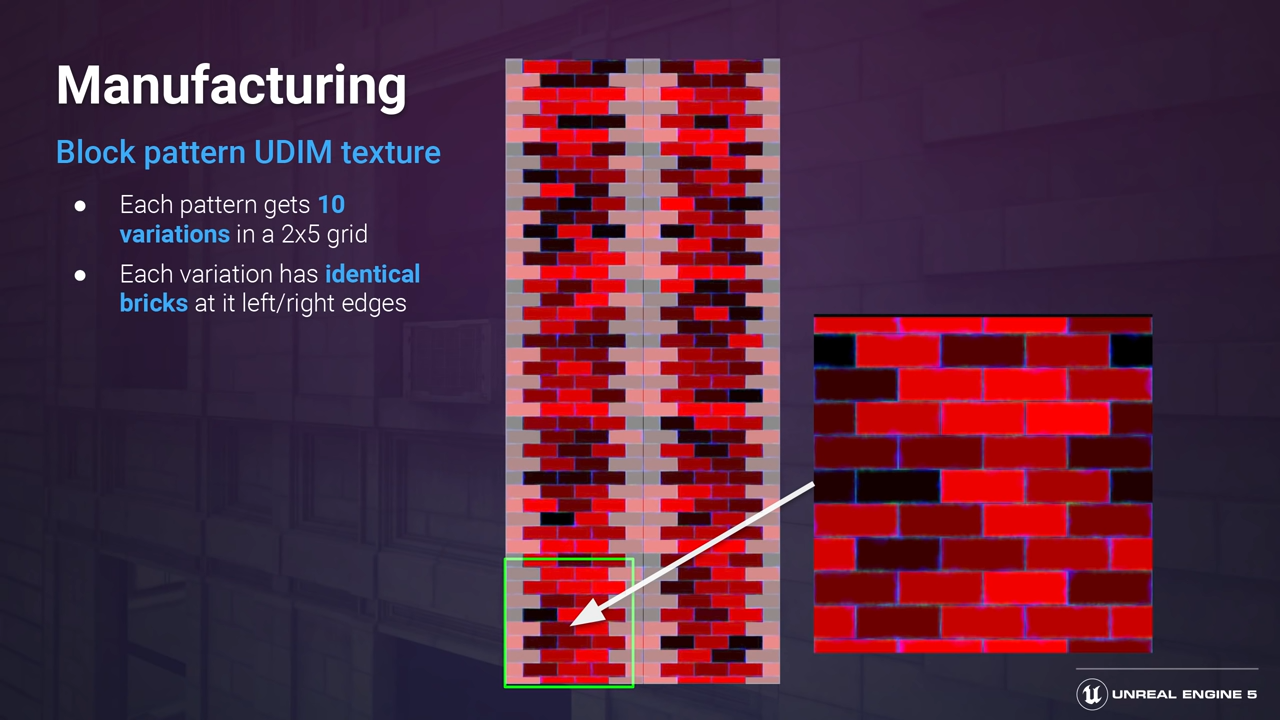 Manufacturing
Block pattern UDIM texture
● Each pattern gets 10
variations in a 2x5 grid
● Each variation has identical
bricks at it left/right edges
UNREAL ENGINE 5